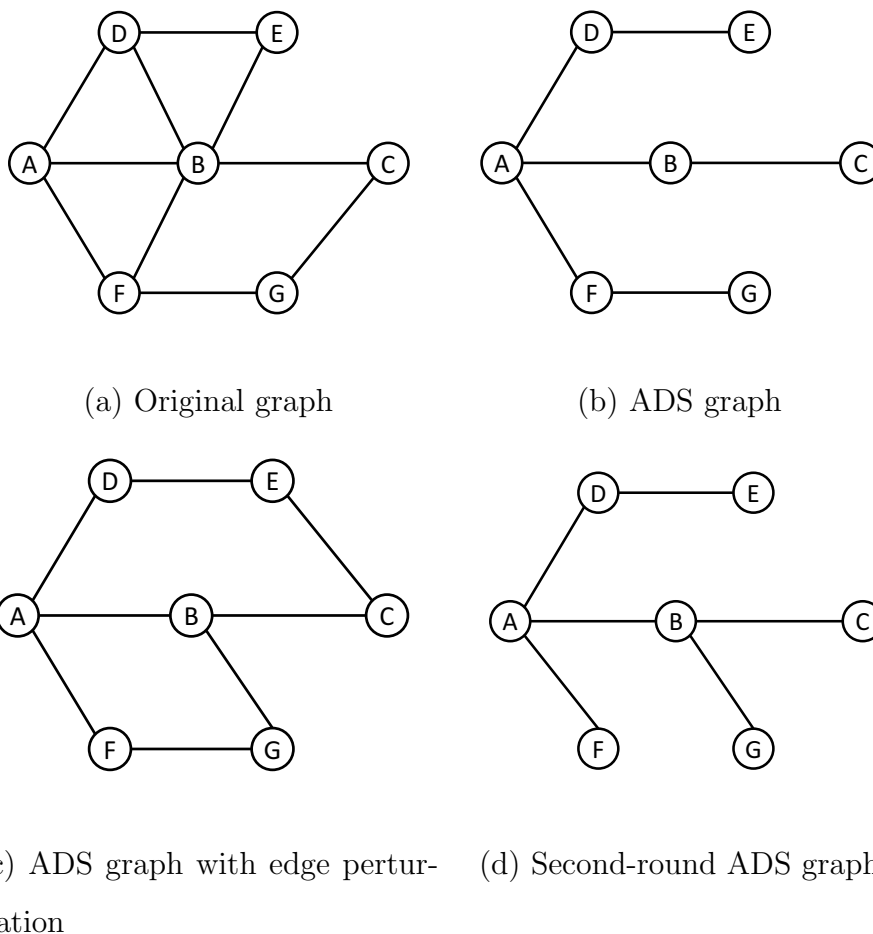 D E
A B C
F G
D E
A B C
F G
(a) Original graph
(b) ADS graph
D E
A B C
F G
D E
A B C
F G
) ADS graph with edge pertur-
ation
(d) Second-round ADS graph